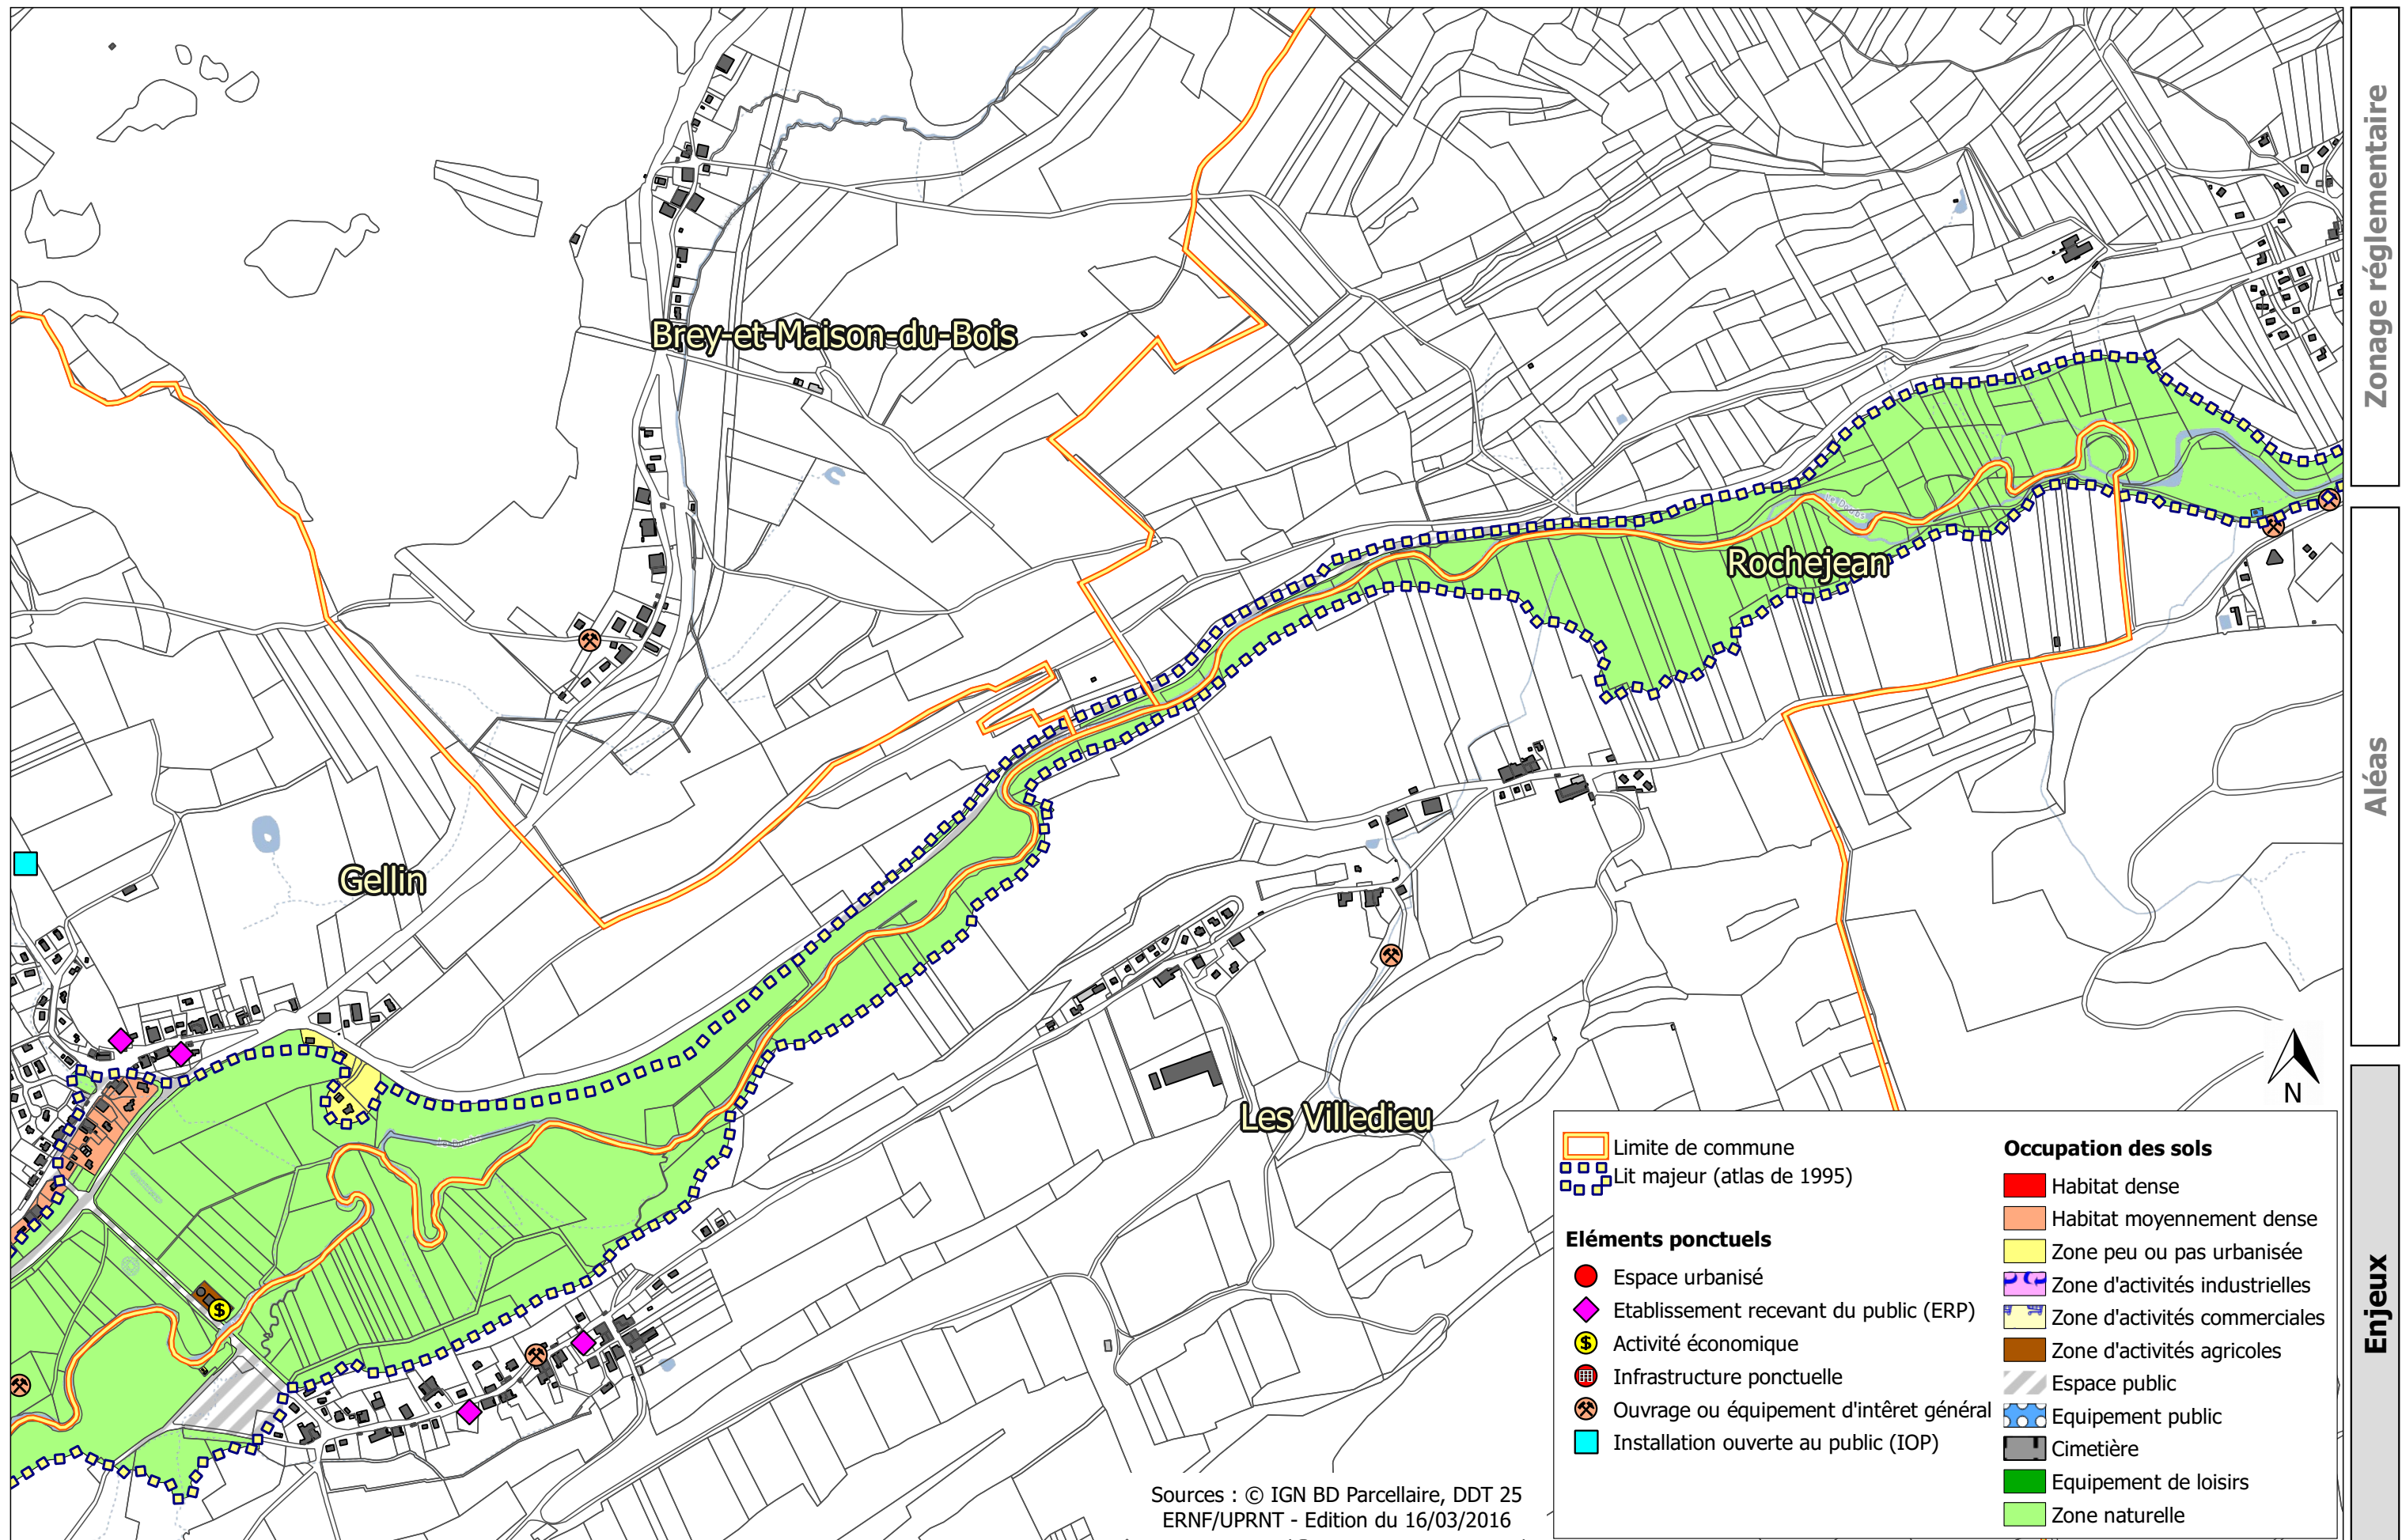 Zonage réglementaire
Aléas
Enjeux
Brey-et-Maison-du-Bois
Rochejean
Gellin
Les Villedieu
N
Limite de commune
Lit majeur (atlas de 1995)
Eléments ponctuels
Espace urbanisé
Etablissement recevant du public (ERP)
$ Activité économique
Infrastructure ponctuelle
Ouvrage ou équipement d'intêret général
Installation ouverte au public (IOP)
Occupation des sols
Habitat dense
Habitat moyennement dense
Zone peu ou pas urbanisée
Zone d'activités industrielles
Zone d'activités commerciales
Zone d'activités agricoles
Espace public
Equipement public
Cimetière
Equipement de loisirs
Zone naturelle
Sources : © IGN BD Parcellaire, DDT 25
ERNF/UPRNT - Edition du 16/03/2016